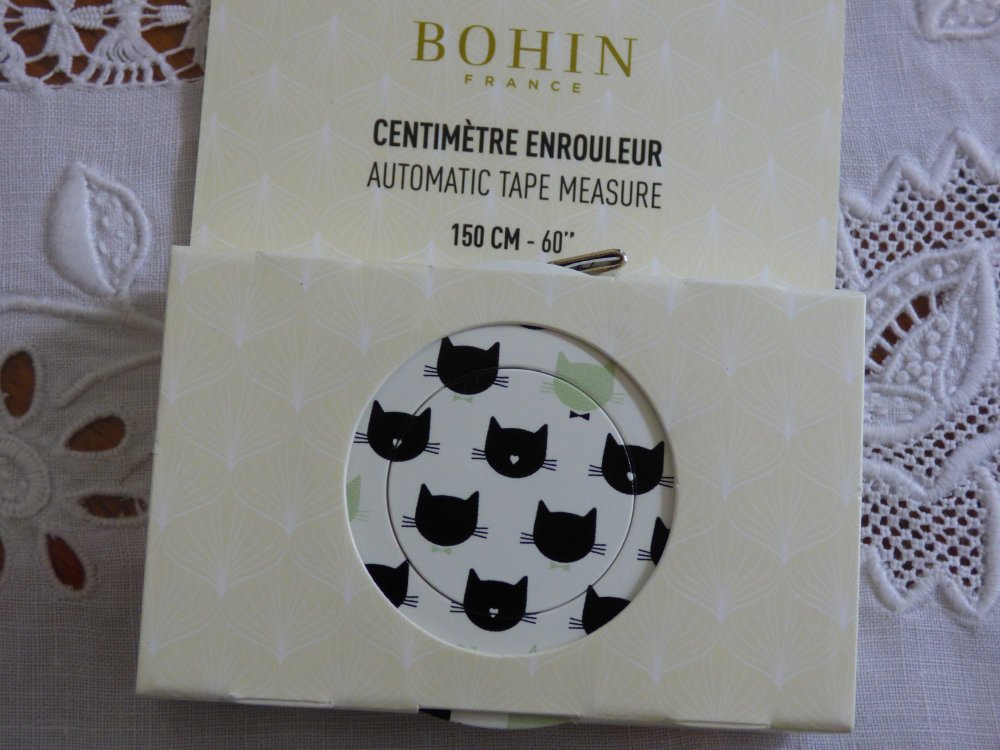 BOHIN
FRANCE
CENTIMÈTRE ENROULEUR
AUTOMATIC TAPE MEASURE
150 CM - 60’’